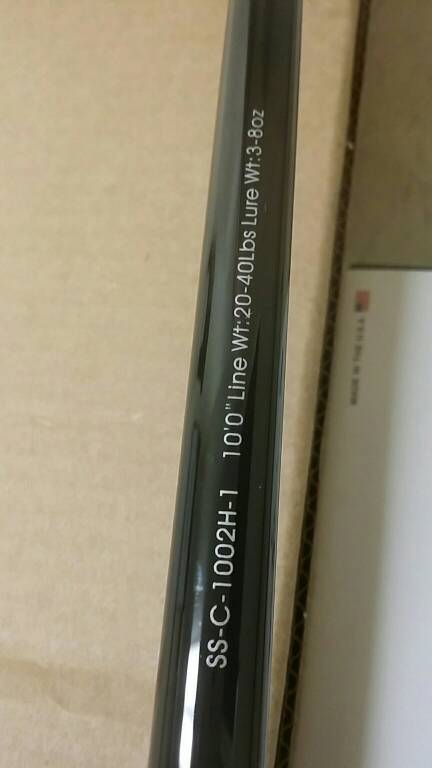 SS-C-1002H-1 10'0" Line Wt:20-40Lbs Lure Wt:3-8oz
MADE IN THE U.S.A.